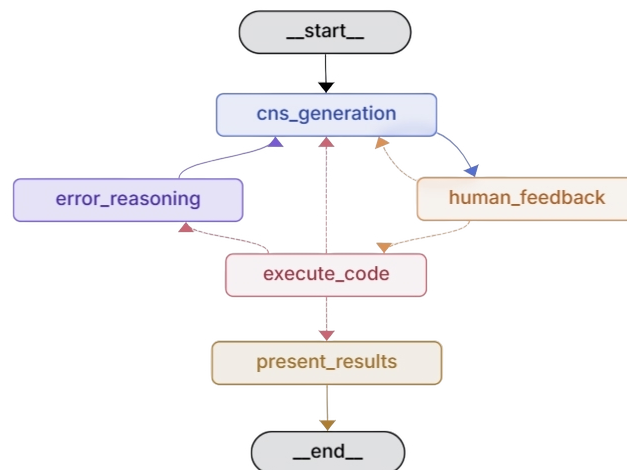 __start__
cns_generation
error_reasoning
human_feedback
execute_code
present_results
__end__